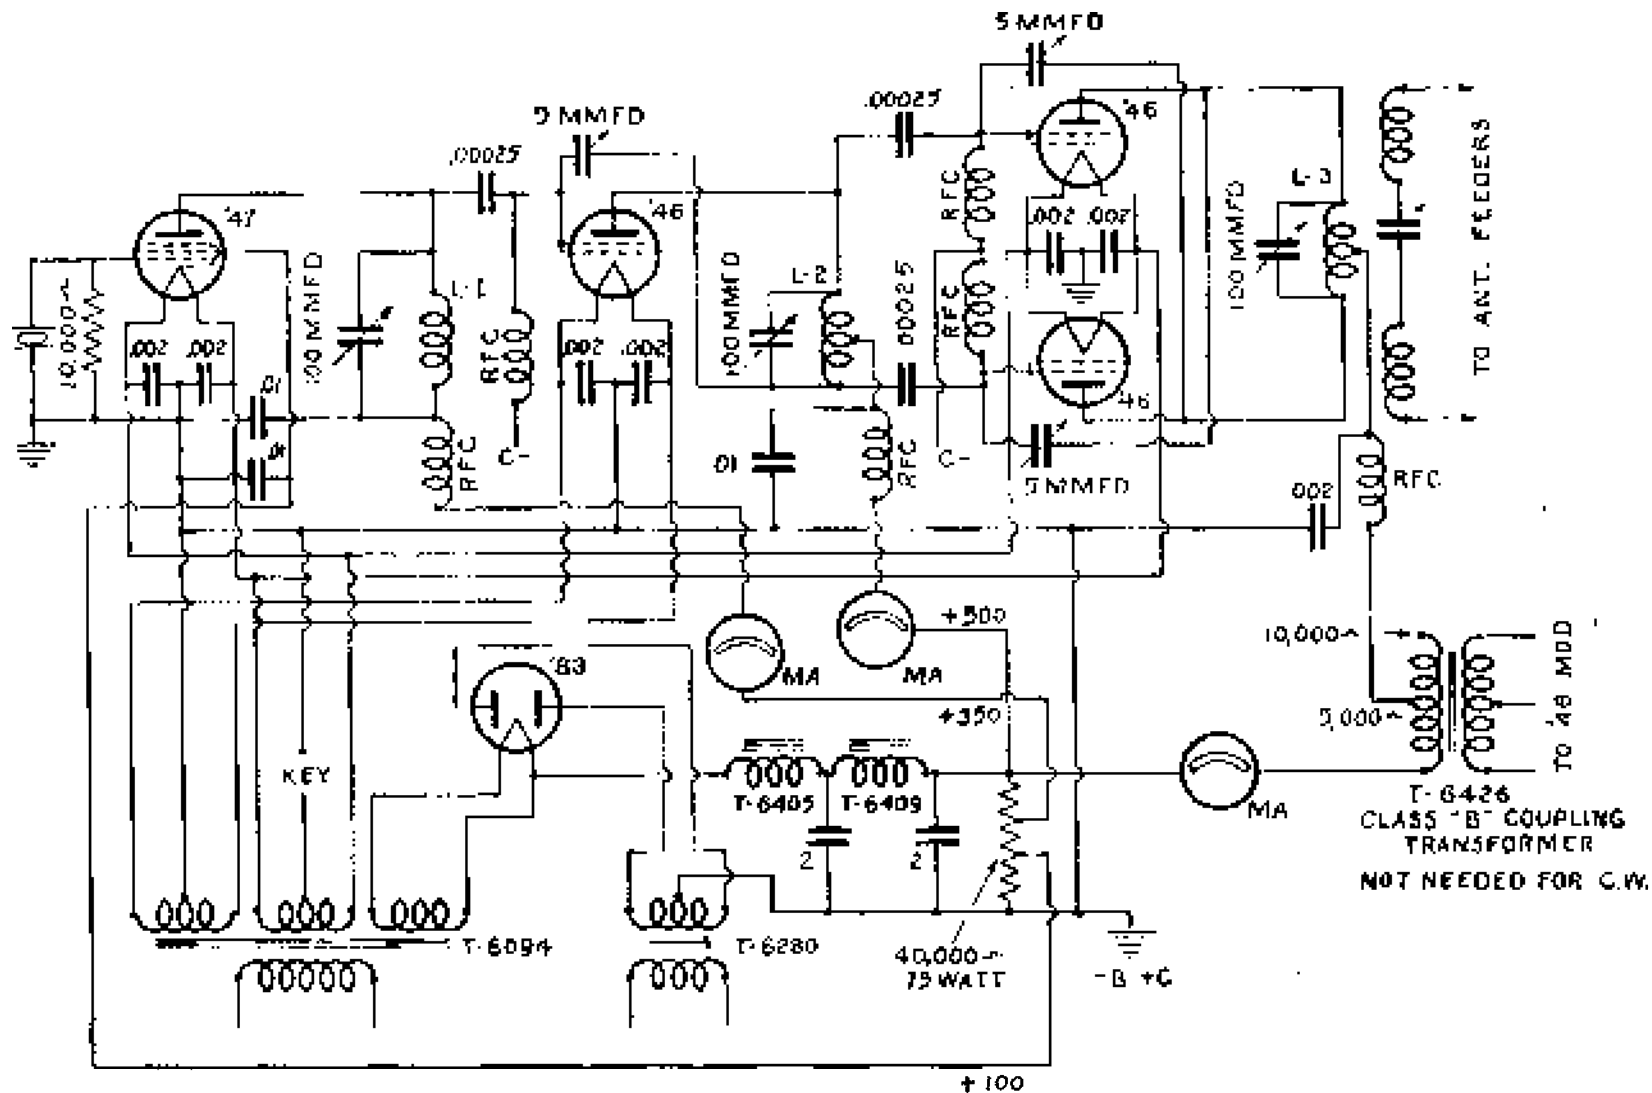 5 MMFD
.00025
'46
5 MMFD
.00025
'47
'46
L-3
RFC
.002 .002
100 MMFD
TO ANT. FEEDERS
10,000~
100 MMFD
L-1
L-2
100 MMFD
.00025
RFC
.002 .002
RFC
.002 .002
.01
'46
RFC
C-
.01
RFC
.01
RFC
C-
5 MMFD
.002
RFC
+500
10,000~
MA
MA
'83
+350
5,000~
TO '46 MOD
KEY
T-6405
T-6409
MA
T-6426
CLASS "B" COUPLING
TRANSFORMER
NOT NEEDED FOR C.W.
2
2
T-6094
T-6280
40,000~
75 WATT
-B +C
+100